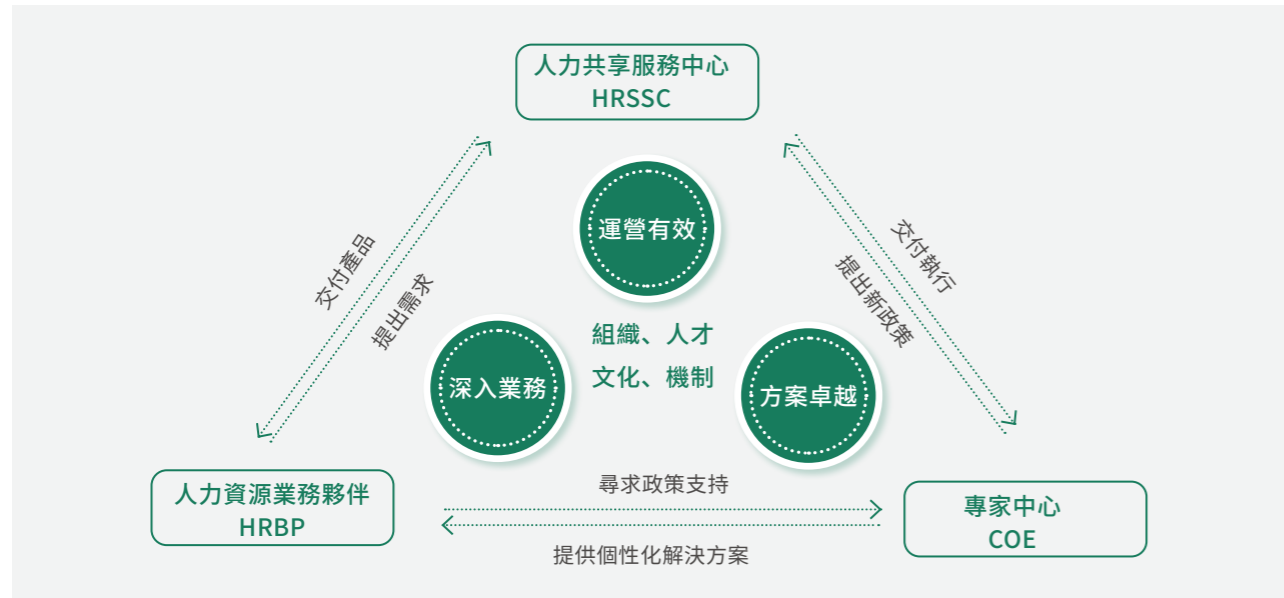 人力共享服務中心
HRSSC
運營有效
交付產品
提出需求
交付執行
提出新政策
組織、人才
文化、機制
深入業務
方案卓越
人力資源業務夥伴
HRBP
尋求政策支持
提供個性化解決方案
專家中心
COE